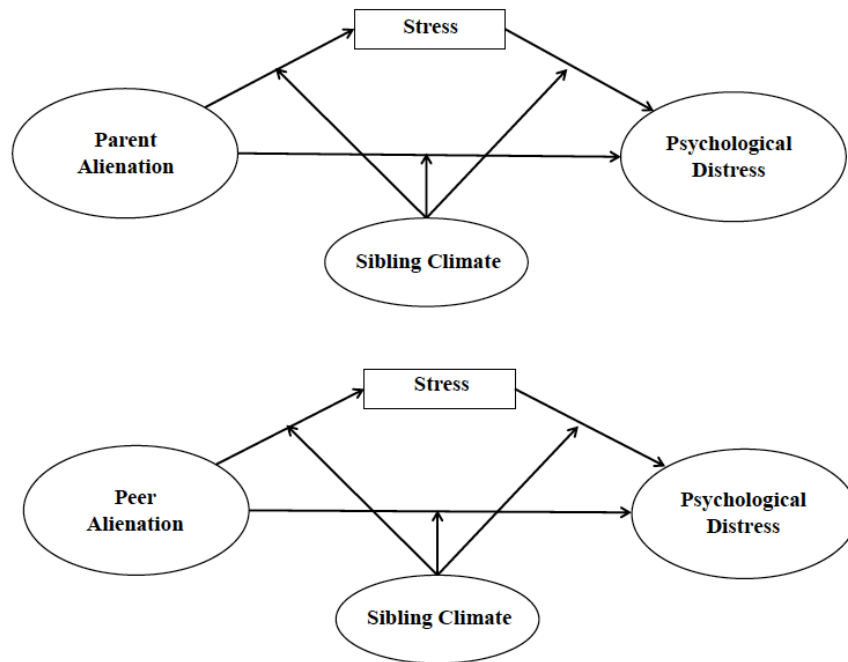 Stress
Parent
Alienation
Psychological
Distress
Sibling Climate
Stress
Peer
Alienation
Psychological
Distress
Sibling Climate